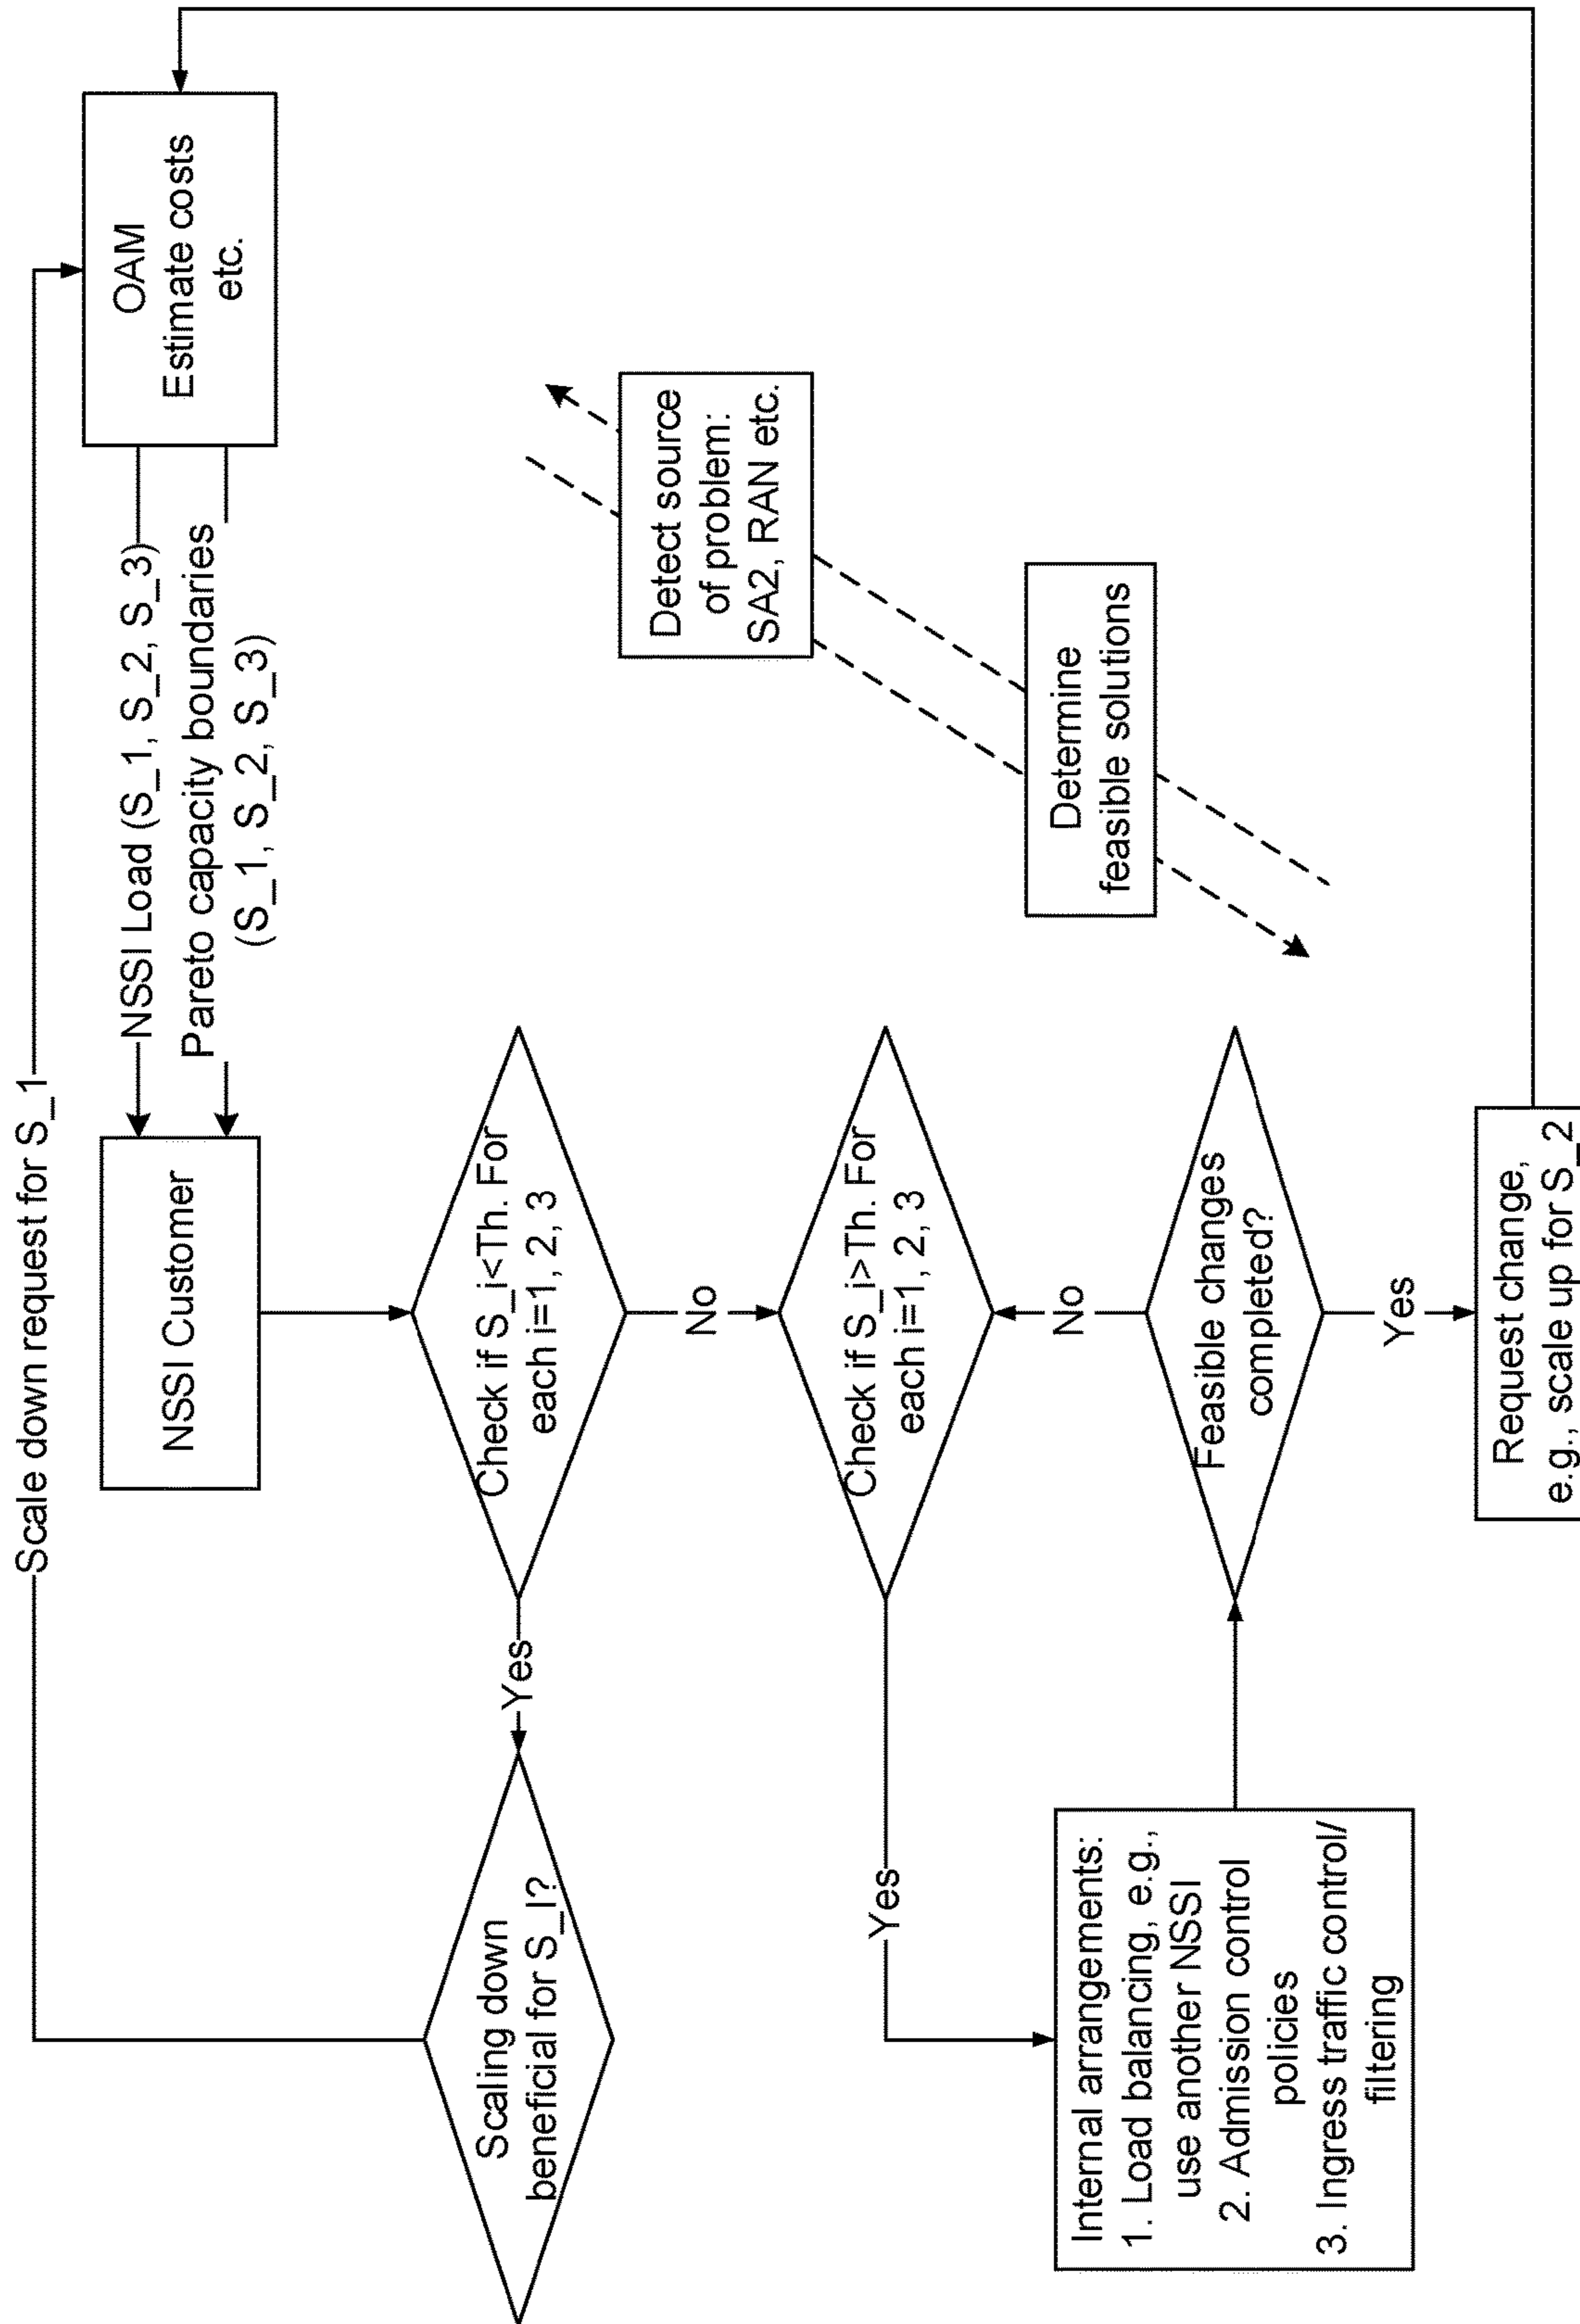 Scale down request for S_1
NSSI Customer
NSSI Load (S_1, S_2, S_3)
Pareto capacity boundaries
(S_1, S_2, S_3)
OAM
Estimate costs
etc.
Scaling down
beneficial for S_I?
Yes
Check if S_i<Th. For
each i=1, 2, 3
No
Detect source
of problem:
SA2, RAN etc.
Yes
Check if S_i>Th. For
each i=1, 2, 3
No
Determine
feasible solutions
Internal arrangements:
1. Load balancing, e.g.,
use another NSSI
2. Admission control
policies
3. Ingress traffic control/
filtering
Feasible changes
completed?
Yes
Request change,
e.g., scale up for S_2